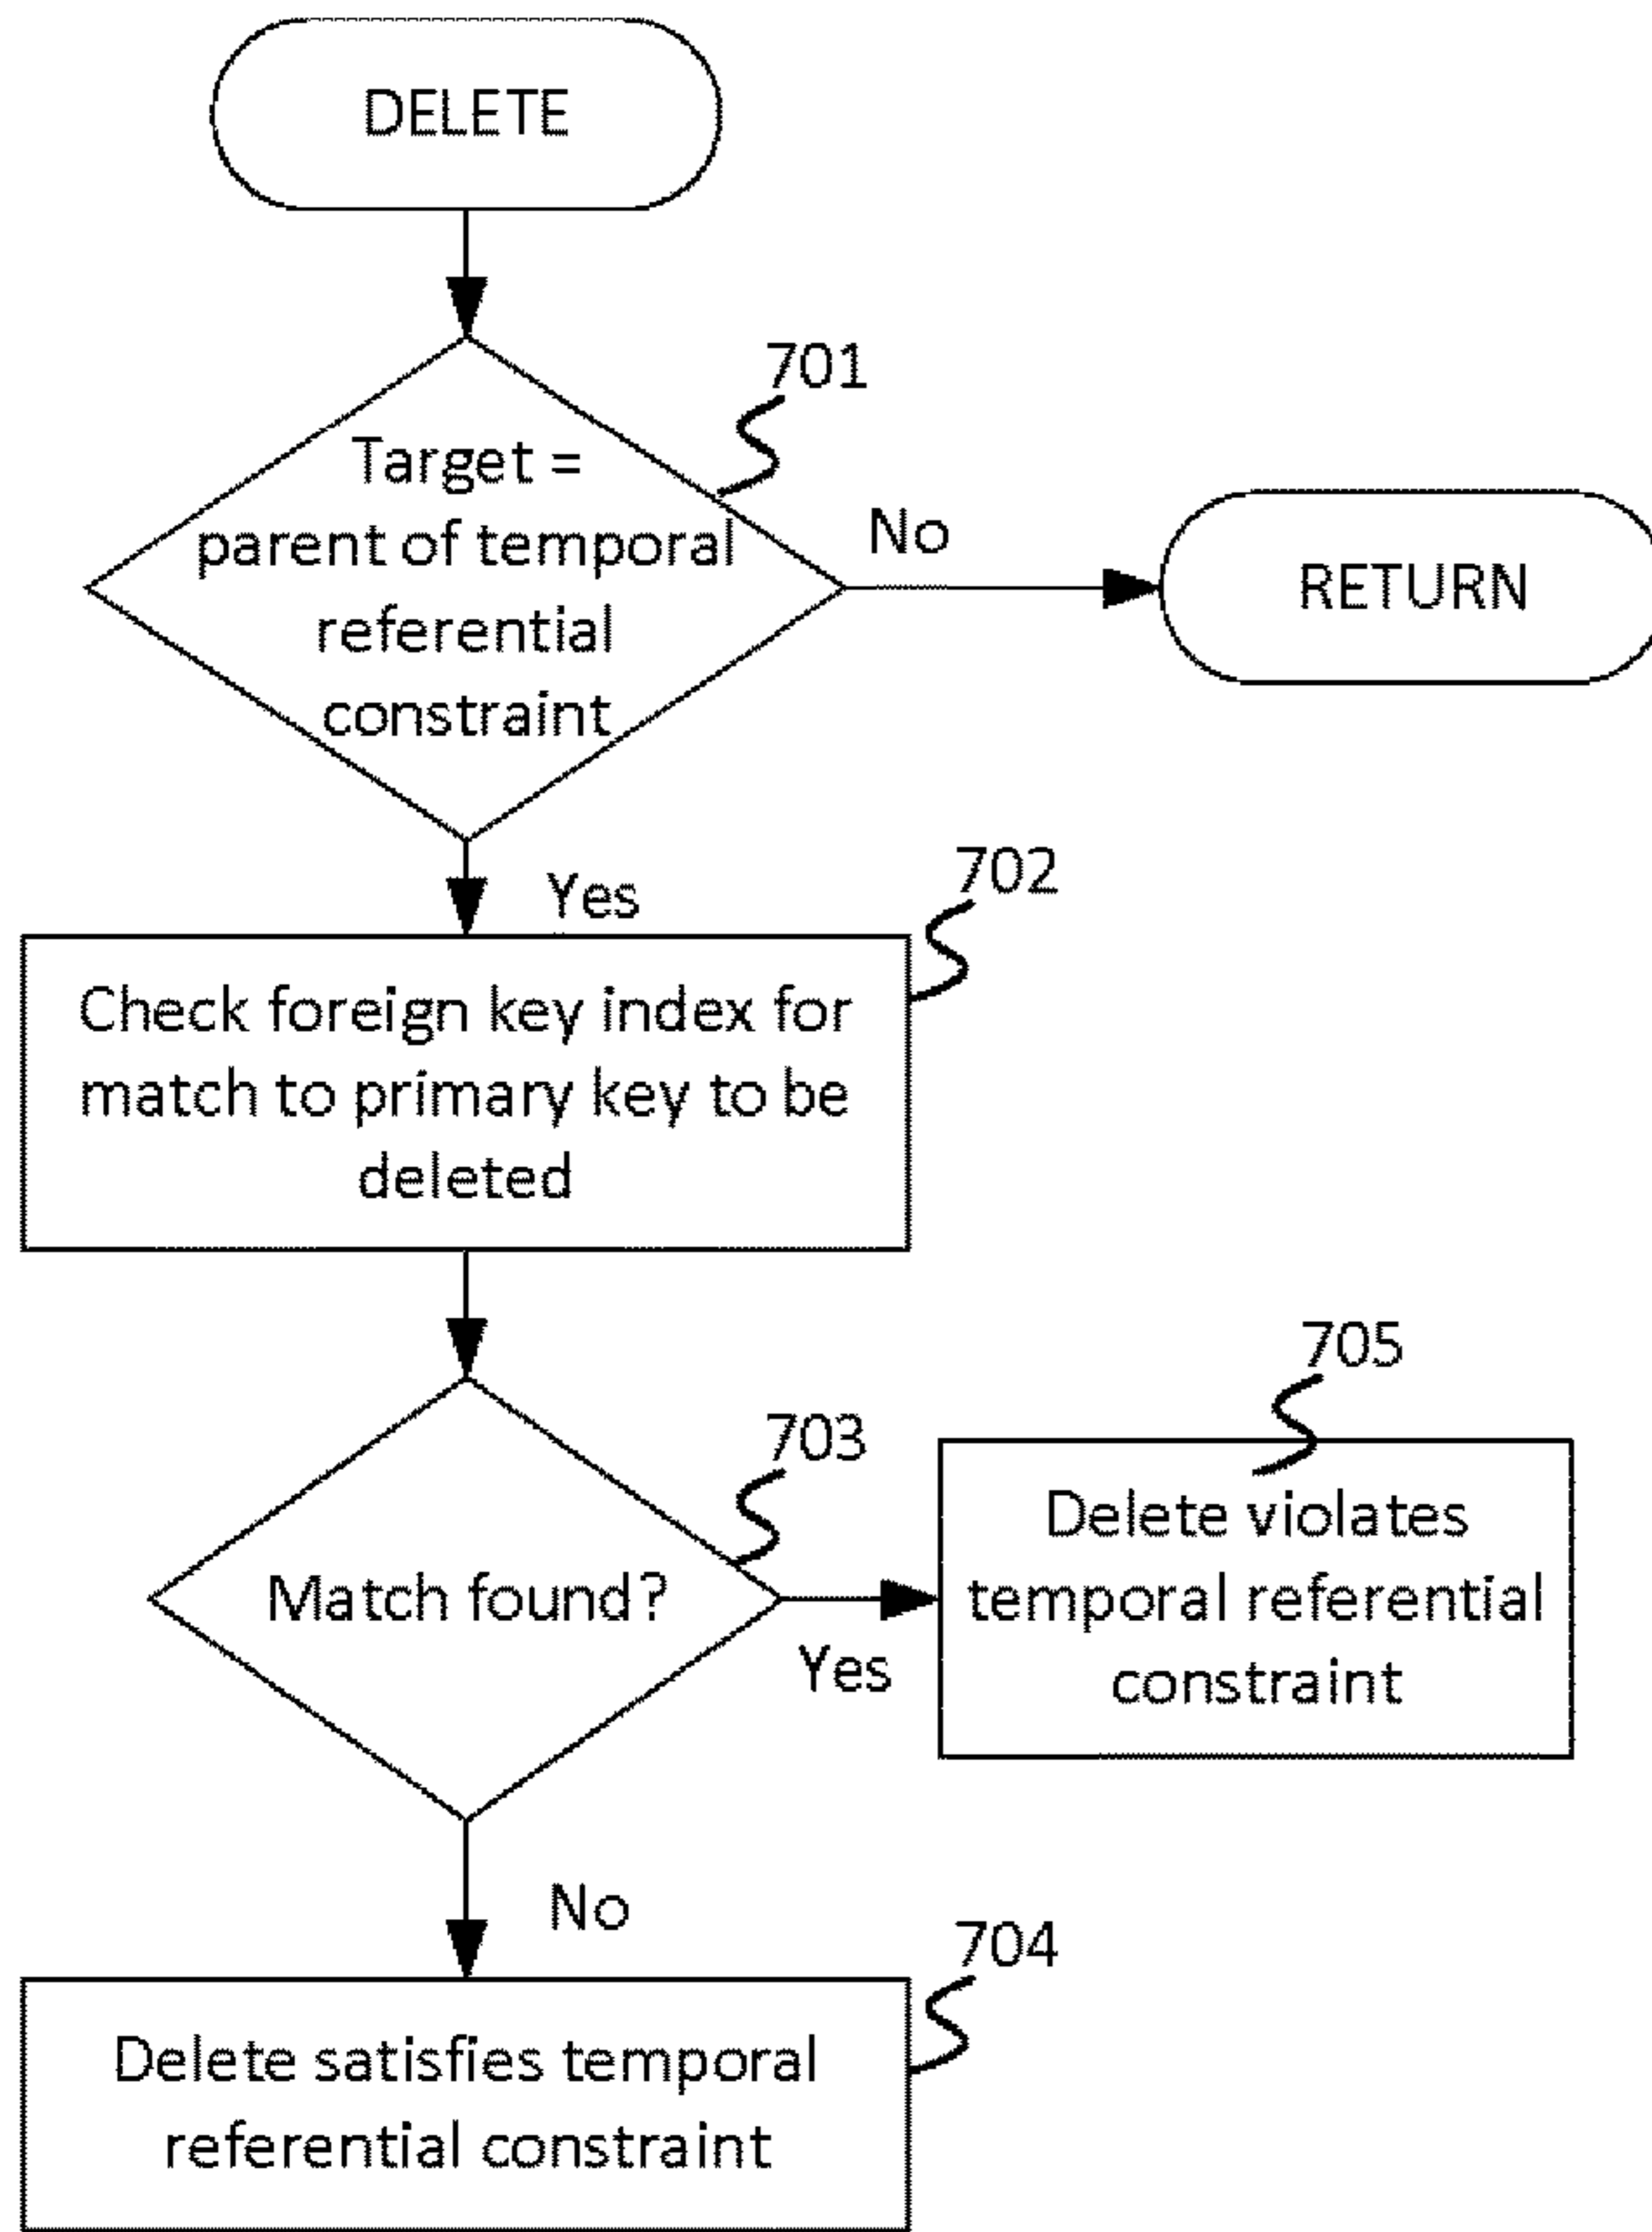 DELETE
701
Target =
parent of temporal
referential
constraint
No
RETURN
Yes
702
Check foreign key index for
match to primary key to be
deleted
703
Match found?
Yes
705
Delete violates
temporal referential
constraint
No
704
Delete satisfies temporal
referential constraint